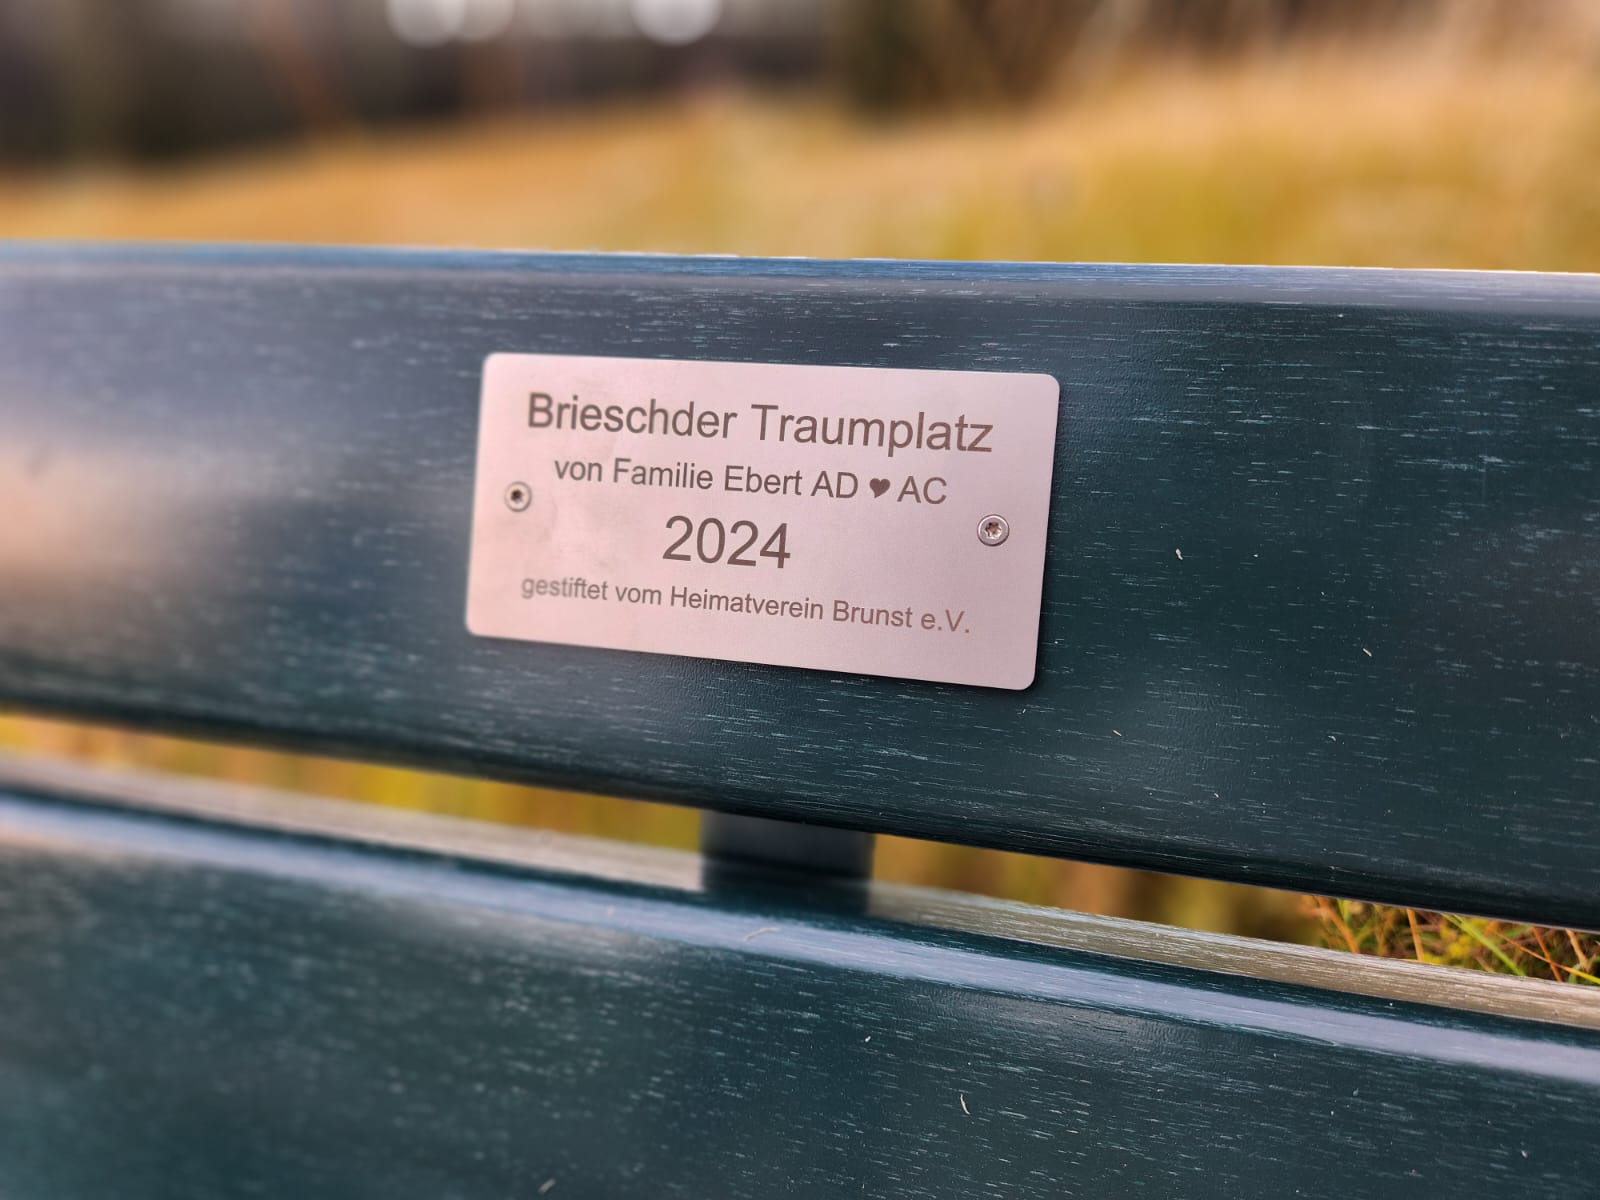 Brieschder Traumplatz
von Familie Ebert AD ♥ AC
2024
gestiftet vom Heimatverein Brunst e.V.